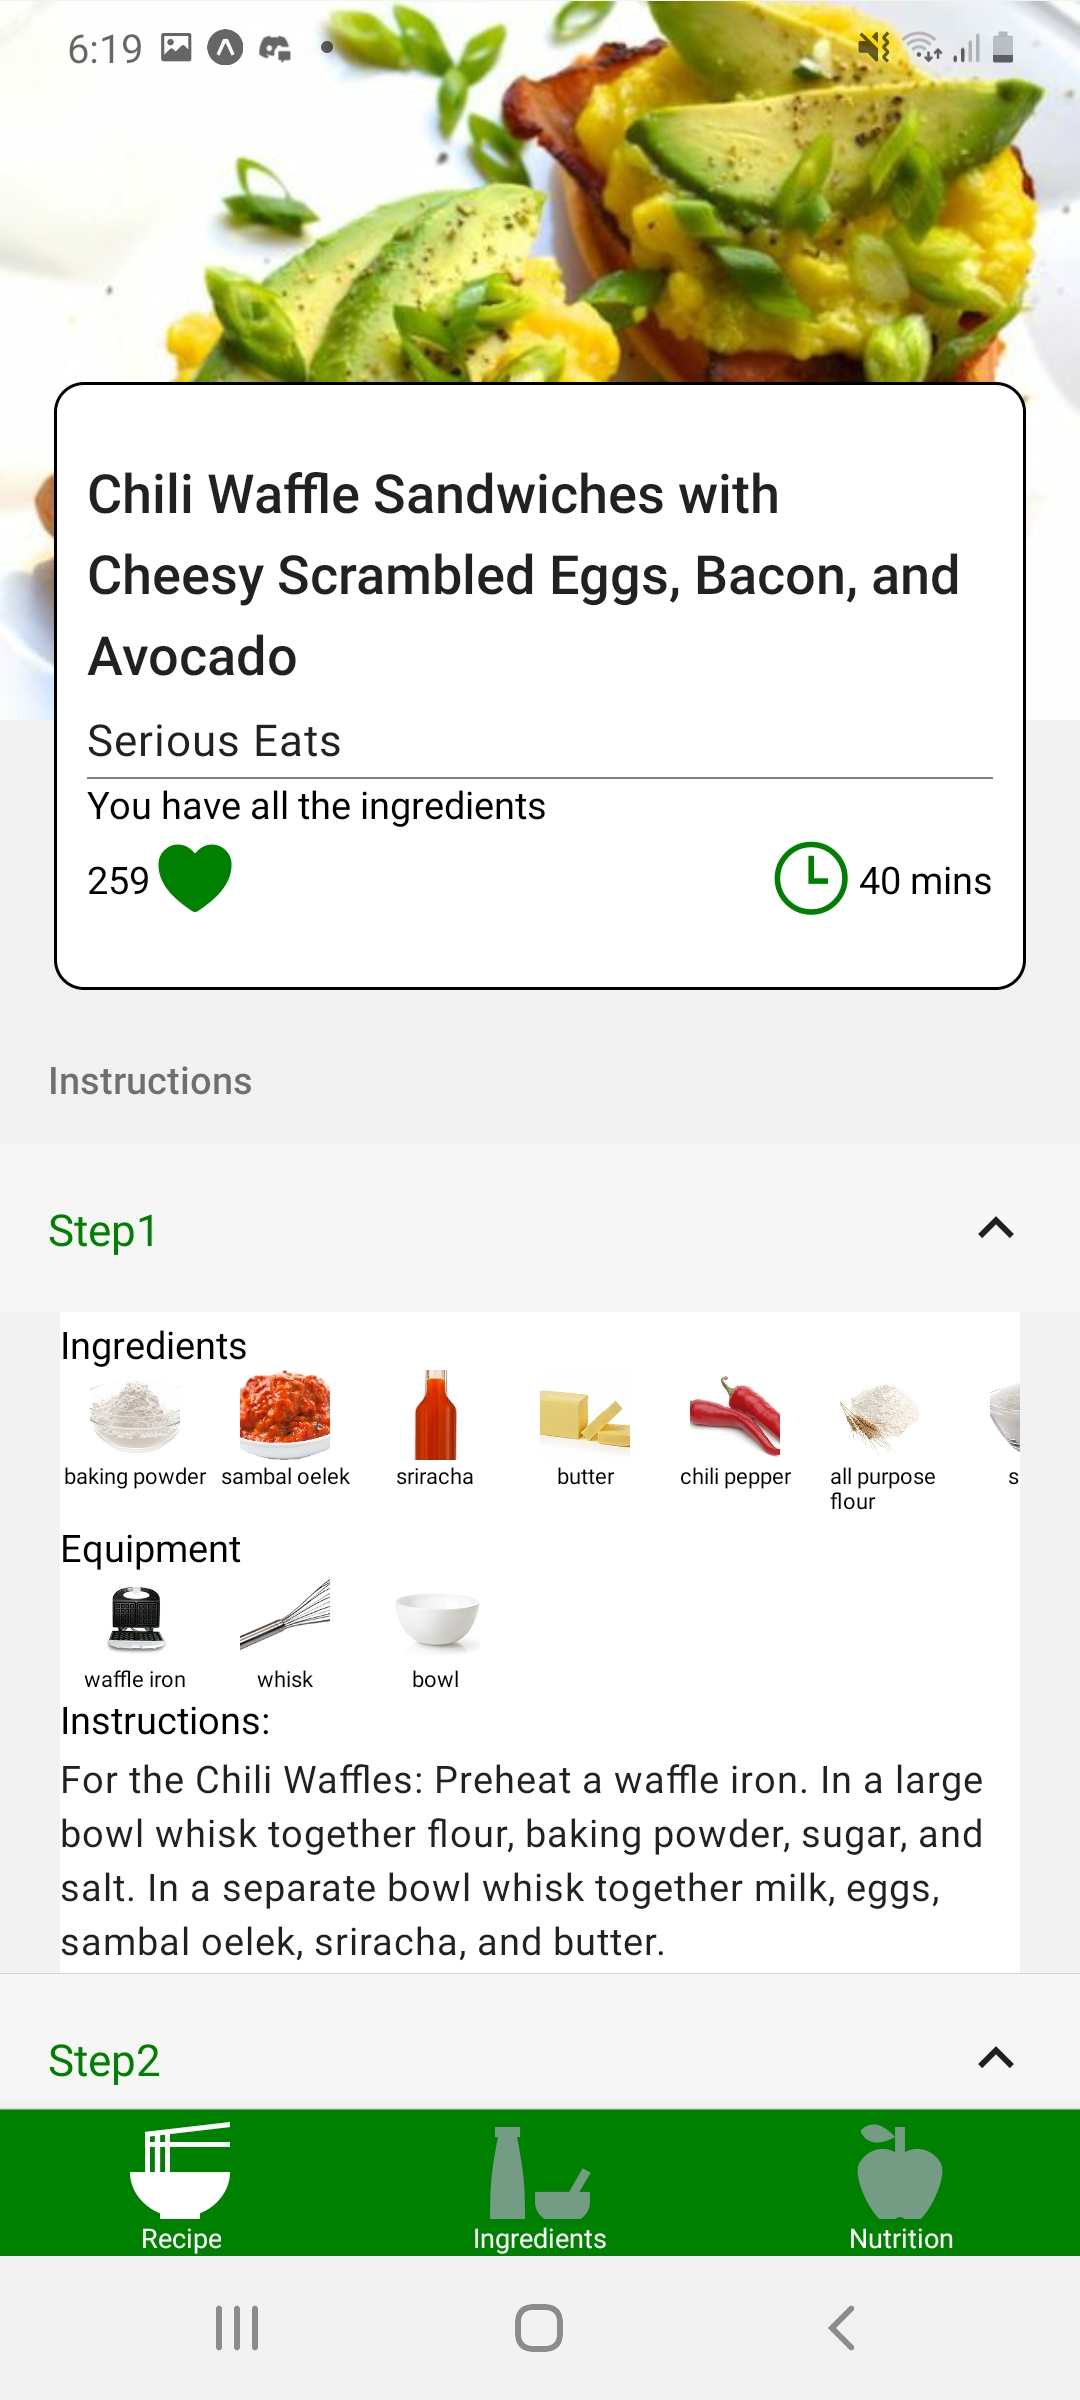 6:19
Chili Waffle Sandwiches with
Cheesy Scrambled Eggs, Bacon, and
Avocado
Serious Eats
You have all the ingredients
259
40 mins
Instructions
Step1
Ingredients
baking powder
sambal oelek
sriracha
butter
chili pepper
all purpose
flour
s
Equipment
waffle iron
whisk
bowl
Instructions:
For the Chili Waffles: Preheat a waffle iron. In a large
bowl whisk together flour, baking powder, sugar, and
salt. In a separate bowl whisk together milk, eggs,
sambal oelek, sriracha, and butter.
Step2
Recipe
Ingredients
Nutrition